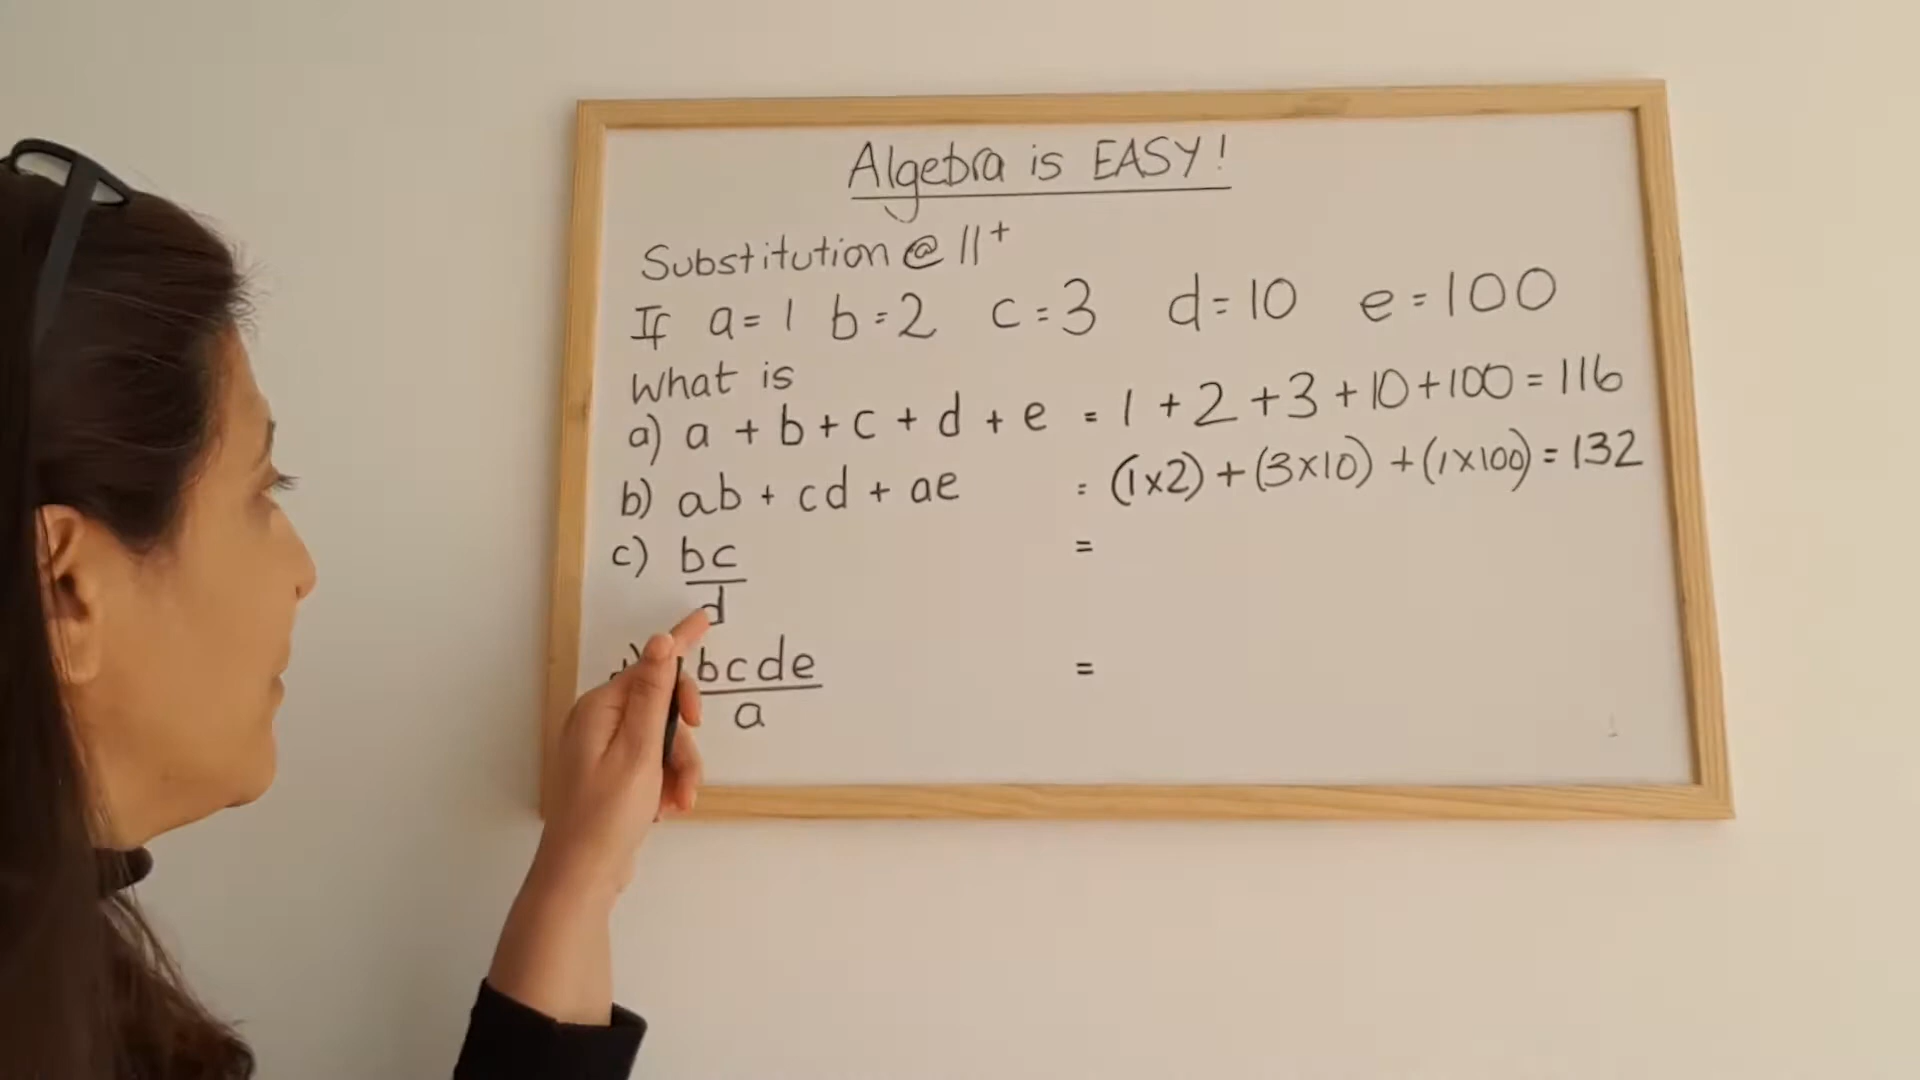 Algebra is EASY!
Substitution @ 11+
If a = 1 b = 2 c = 3 d = 10 e = 100
What is
a) a + b + c + d + e = 1 + 2 + 3 + 10 + 100 = 116
b) ab + cd + ae = (1x2) + (3x10) + (1x100) = 132
c) bc =
d
bcde =
a